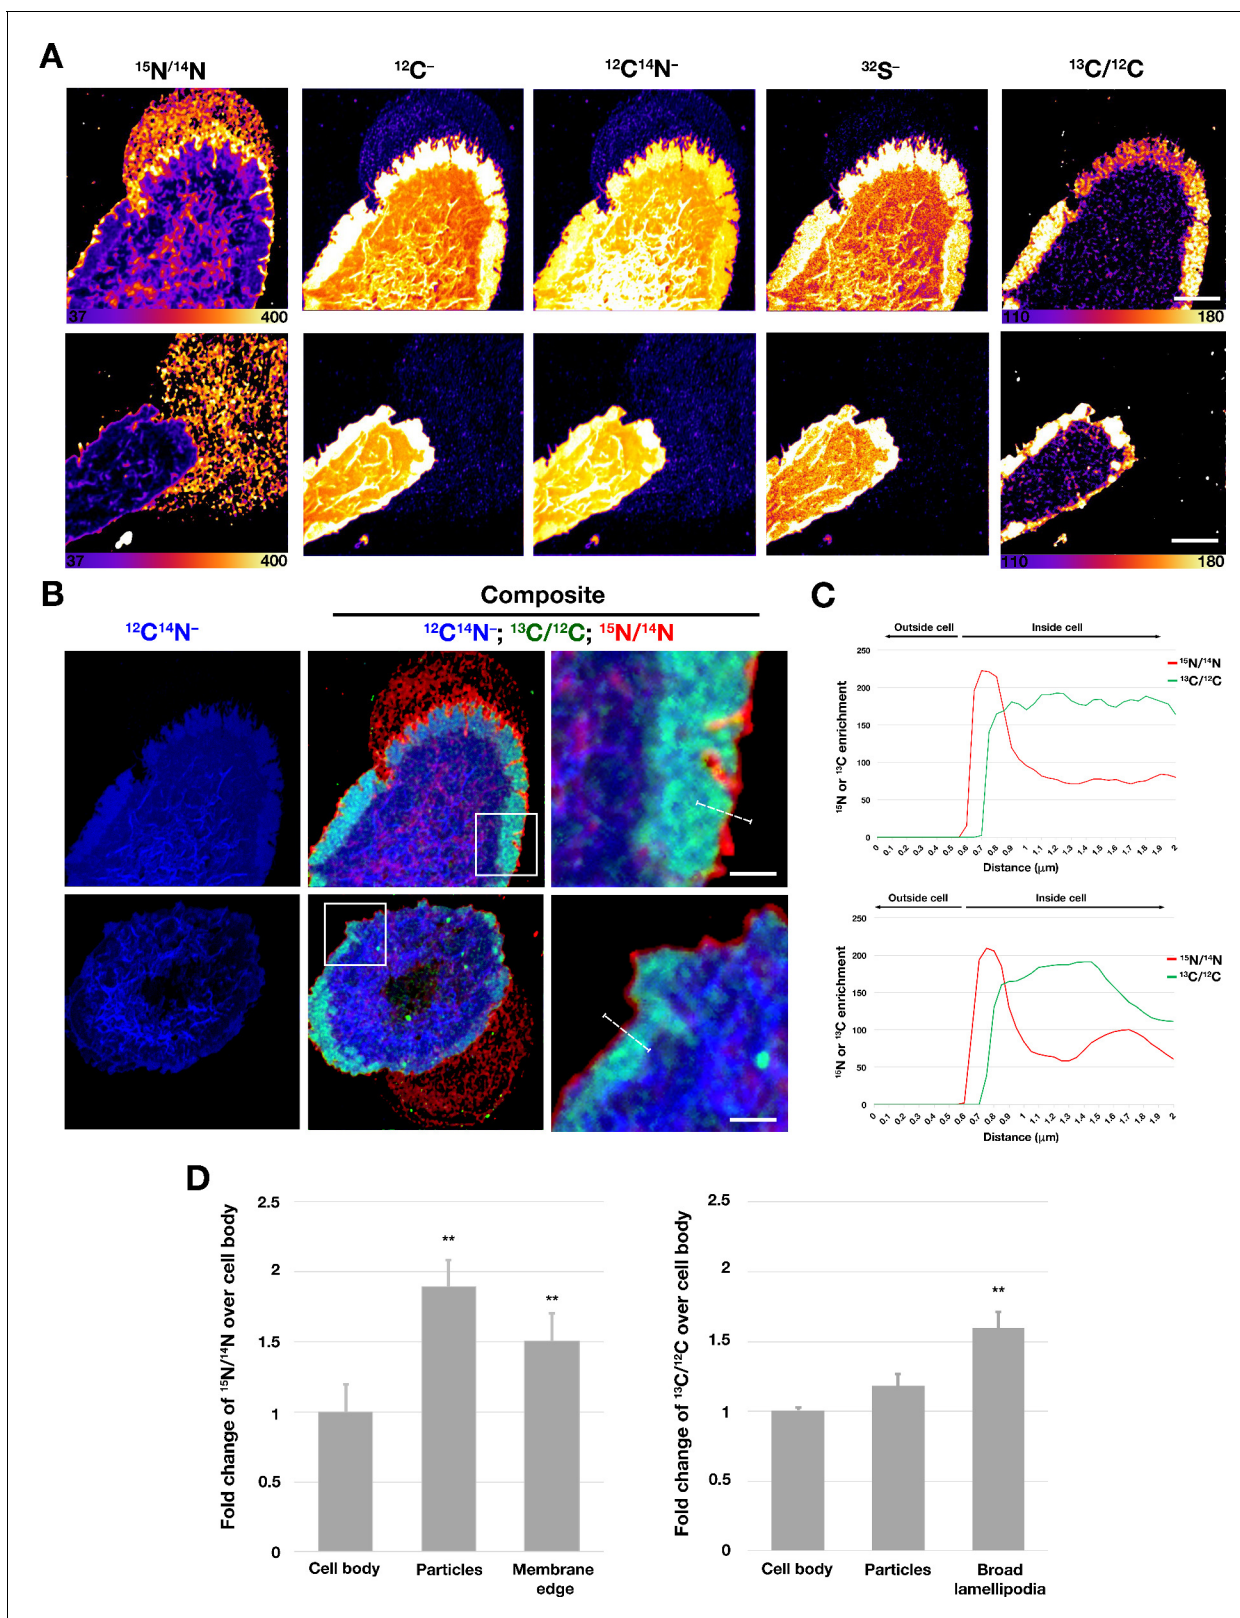 A
¹⁵N/¹⁴N
¹²C⁻
¹²C¹⁴N⁻
³²S⁻
¹³C/¹²C
37 400
110 180
37 400
110 180
B
Composite
¹²C¹⁴N⁻
¹²C¹⁴N⁻; ¹³C/¹²C; ¹⁵N/¹⁴N
C
Outside cell Inside cell
¹⁵N or ¹³C enrichment
250
200
150
100
50
0
¹⁵N/¹⁴N
¹³C/¹²C
0 0.1 0.2 0.3 0.4 0.5 0.6 0.7 0.8 0.9 1 1.1 1.2 1.3 1.4 1.5 1.6 1.7 1.8 1.9 2
Distance (µm)
Outside cell Inside cell
¹⁵N or ¹³C enrichment
250
200
150
100
50
0
¹⁵N/¹⁴N
¹³C/¹²C
0 0.1 0.2 0.3 0.4 0.5 0.6 0.7 0.8 0.9 1 1.1 1.2 1.3 1.4 1.5 1.6 1.7 1.8 1.9 2
Distance (µm)
D
Fold change of ¹⁵N/¹⁴N over cell body
2.5
2
1.5
1
0.5
0
**
**
Cell body Particles Membrane
edge
Fold change of ¹³C/¹²C over cell body
2.5
2
1.5
1
0.5
0
**
Cell body Particles Broad
lamellipodia